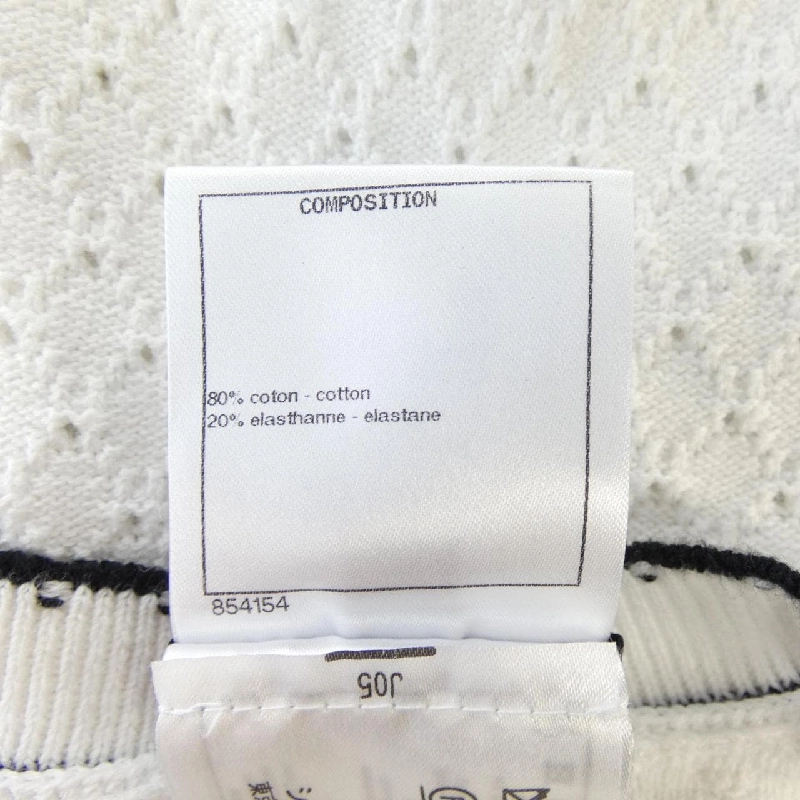 COMPOSITION
80% coton - cotton
20% elasthanne - elastane
854154
J05